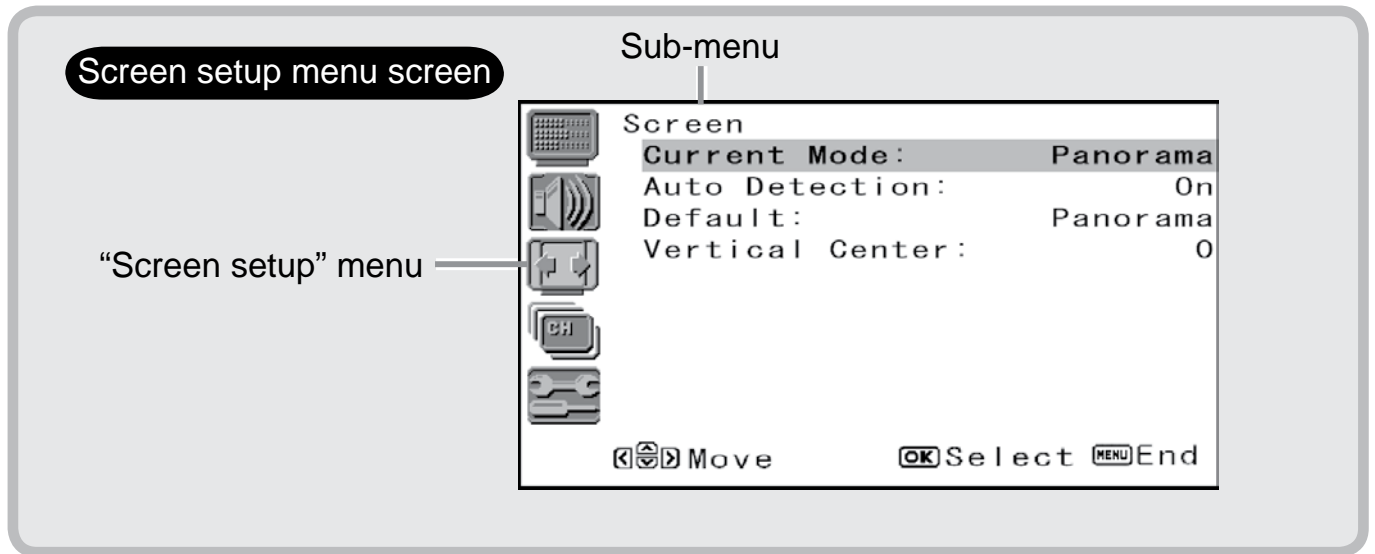 Sub-menu
Screen setup menu screen
Screen
Current Mode: Panorama
Auto Detection: On
Default: Panorama
Vertical Center: 0
“Screen setup” menu
CH
Move OK Select MENU End